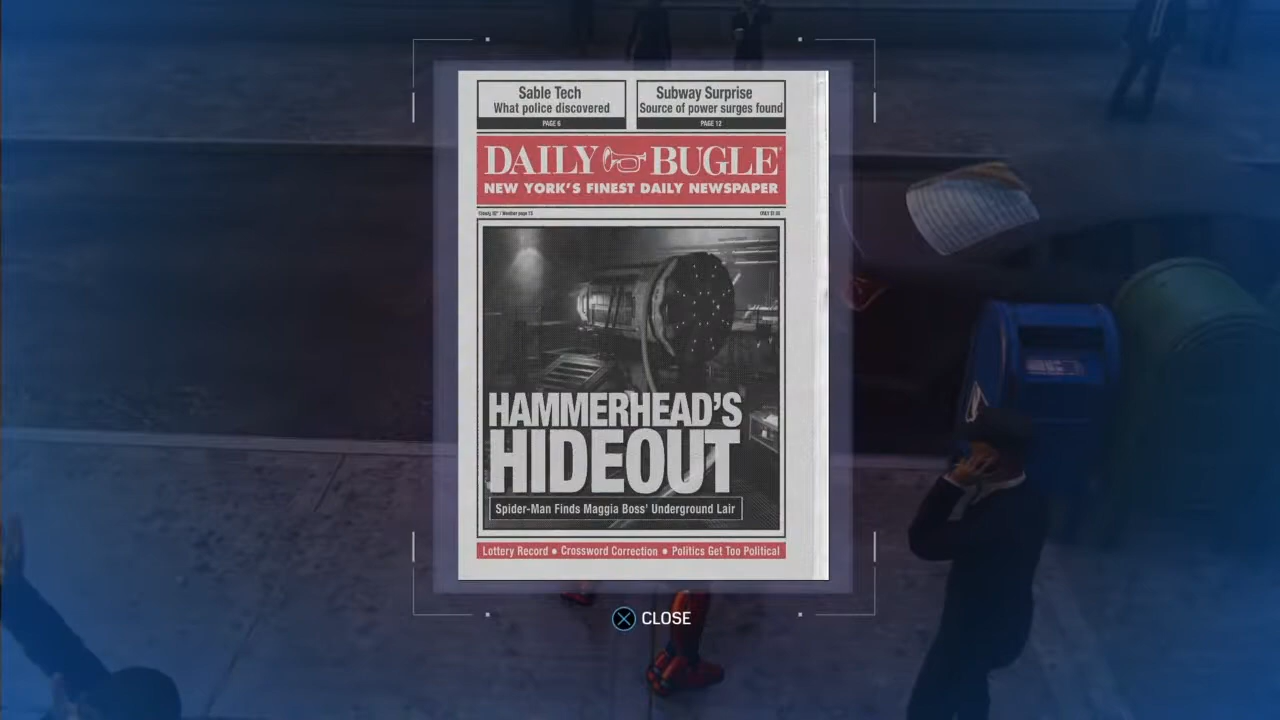 Sable Tech
What police discovered
PAGE 6
Subway Surprise
Source of power surges found
PAGE 12
DAILY BUGLE
NEW YORK'S FINEST DAILY NEWSPAPER
HAMMERHEAD'S
HIDEOUT
Spider-Man Finds Maggia Boss' Underground Lair
Lottery Record • Crossword Correction • Politics Get Too Political
CLOSE